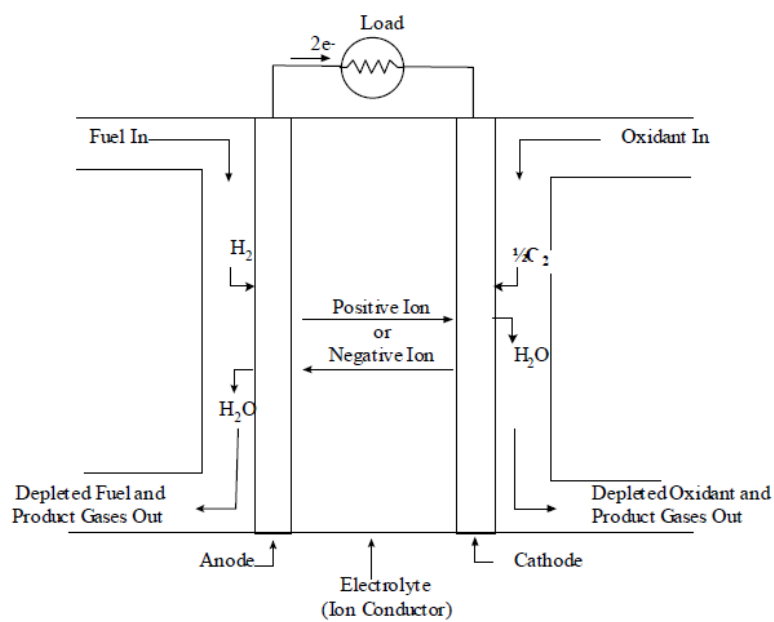 Load
2e-
Fuel In
Oxidant In
H₂
½C₂
Positive Ion
or
Negative Ion
H₂O
H₂O
Depleted Fuel and
Product Gases Out
Depleted Oxidant and
Product Gases Out
Anode
Cathode
Electrolyte
(Ion Conductor)